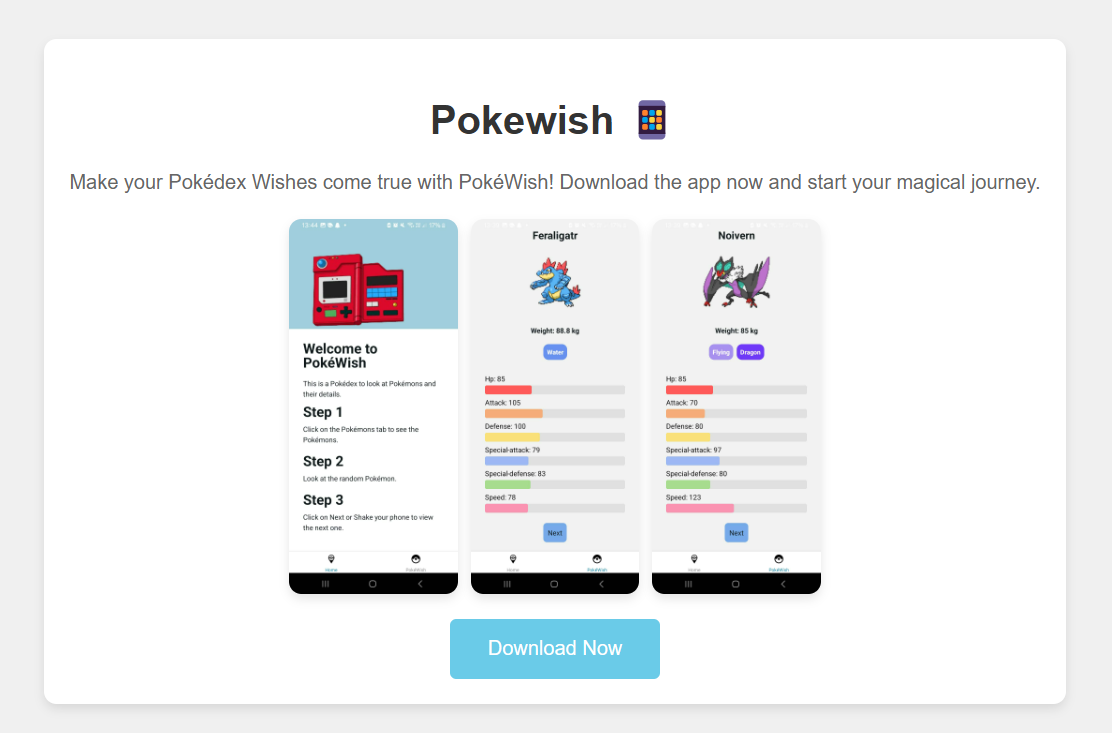 Pokewish
Make your Pokédex Wishes come true with PokéWish! Download the app now and start your magical journey.
13:44
Welcome to
PokéWish
This is a Pokédex to look at Pokémons and
their details.
Step 1
Click on the Pokémons tab to see the
Pokémons.
Step 2
Look at the random Pokémon.
Step 3
Click on Next or Shake your phone to view
the next one.
Home
PokéWish
Feraligatr
Weight: 88.8 kg
Water
Hp: 85
Attack: 105
Defense: 100
Special-attack: 79
Special-defense: 83
Speed: 78
Next
Home
PokéWish
Noivern
Weight: 85 kg
Flying Dragon
Hp: 85
Attack: 70
Defense: 80
Special-attack: 97
Special-defense: 80
Speed: 123
Next
Home
PokéWish
Download Now